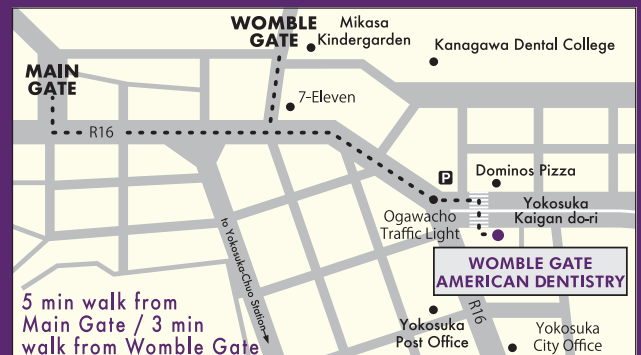 WOMBLE
GATE
Mikasa
Kindergarden
Kanagawa Dental College
MAIN
GATE
7-Eleven
R16
P
Dominos Pizza
Ogawacho
Traffic Light
Yokosuka
Kaigan do-ri
to Yokosuka-Chuo Station
WOMBLE GATE
AMERICAN DENTISTRY
5 min walk from
Main Gate / 3 min
walk from Womble Gate
R16
Yokosuka
Post Office
Yokosuka
City Office